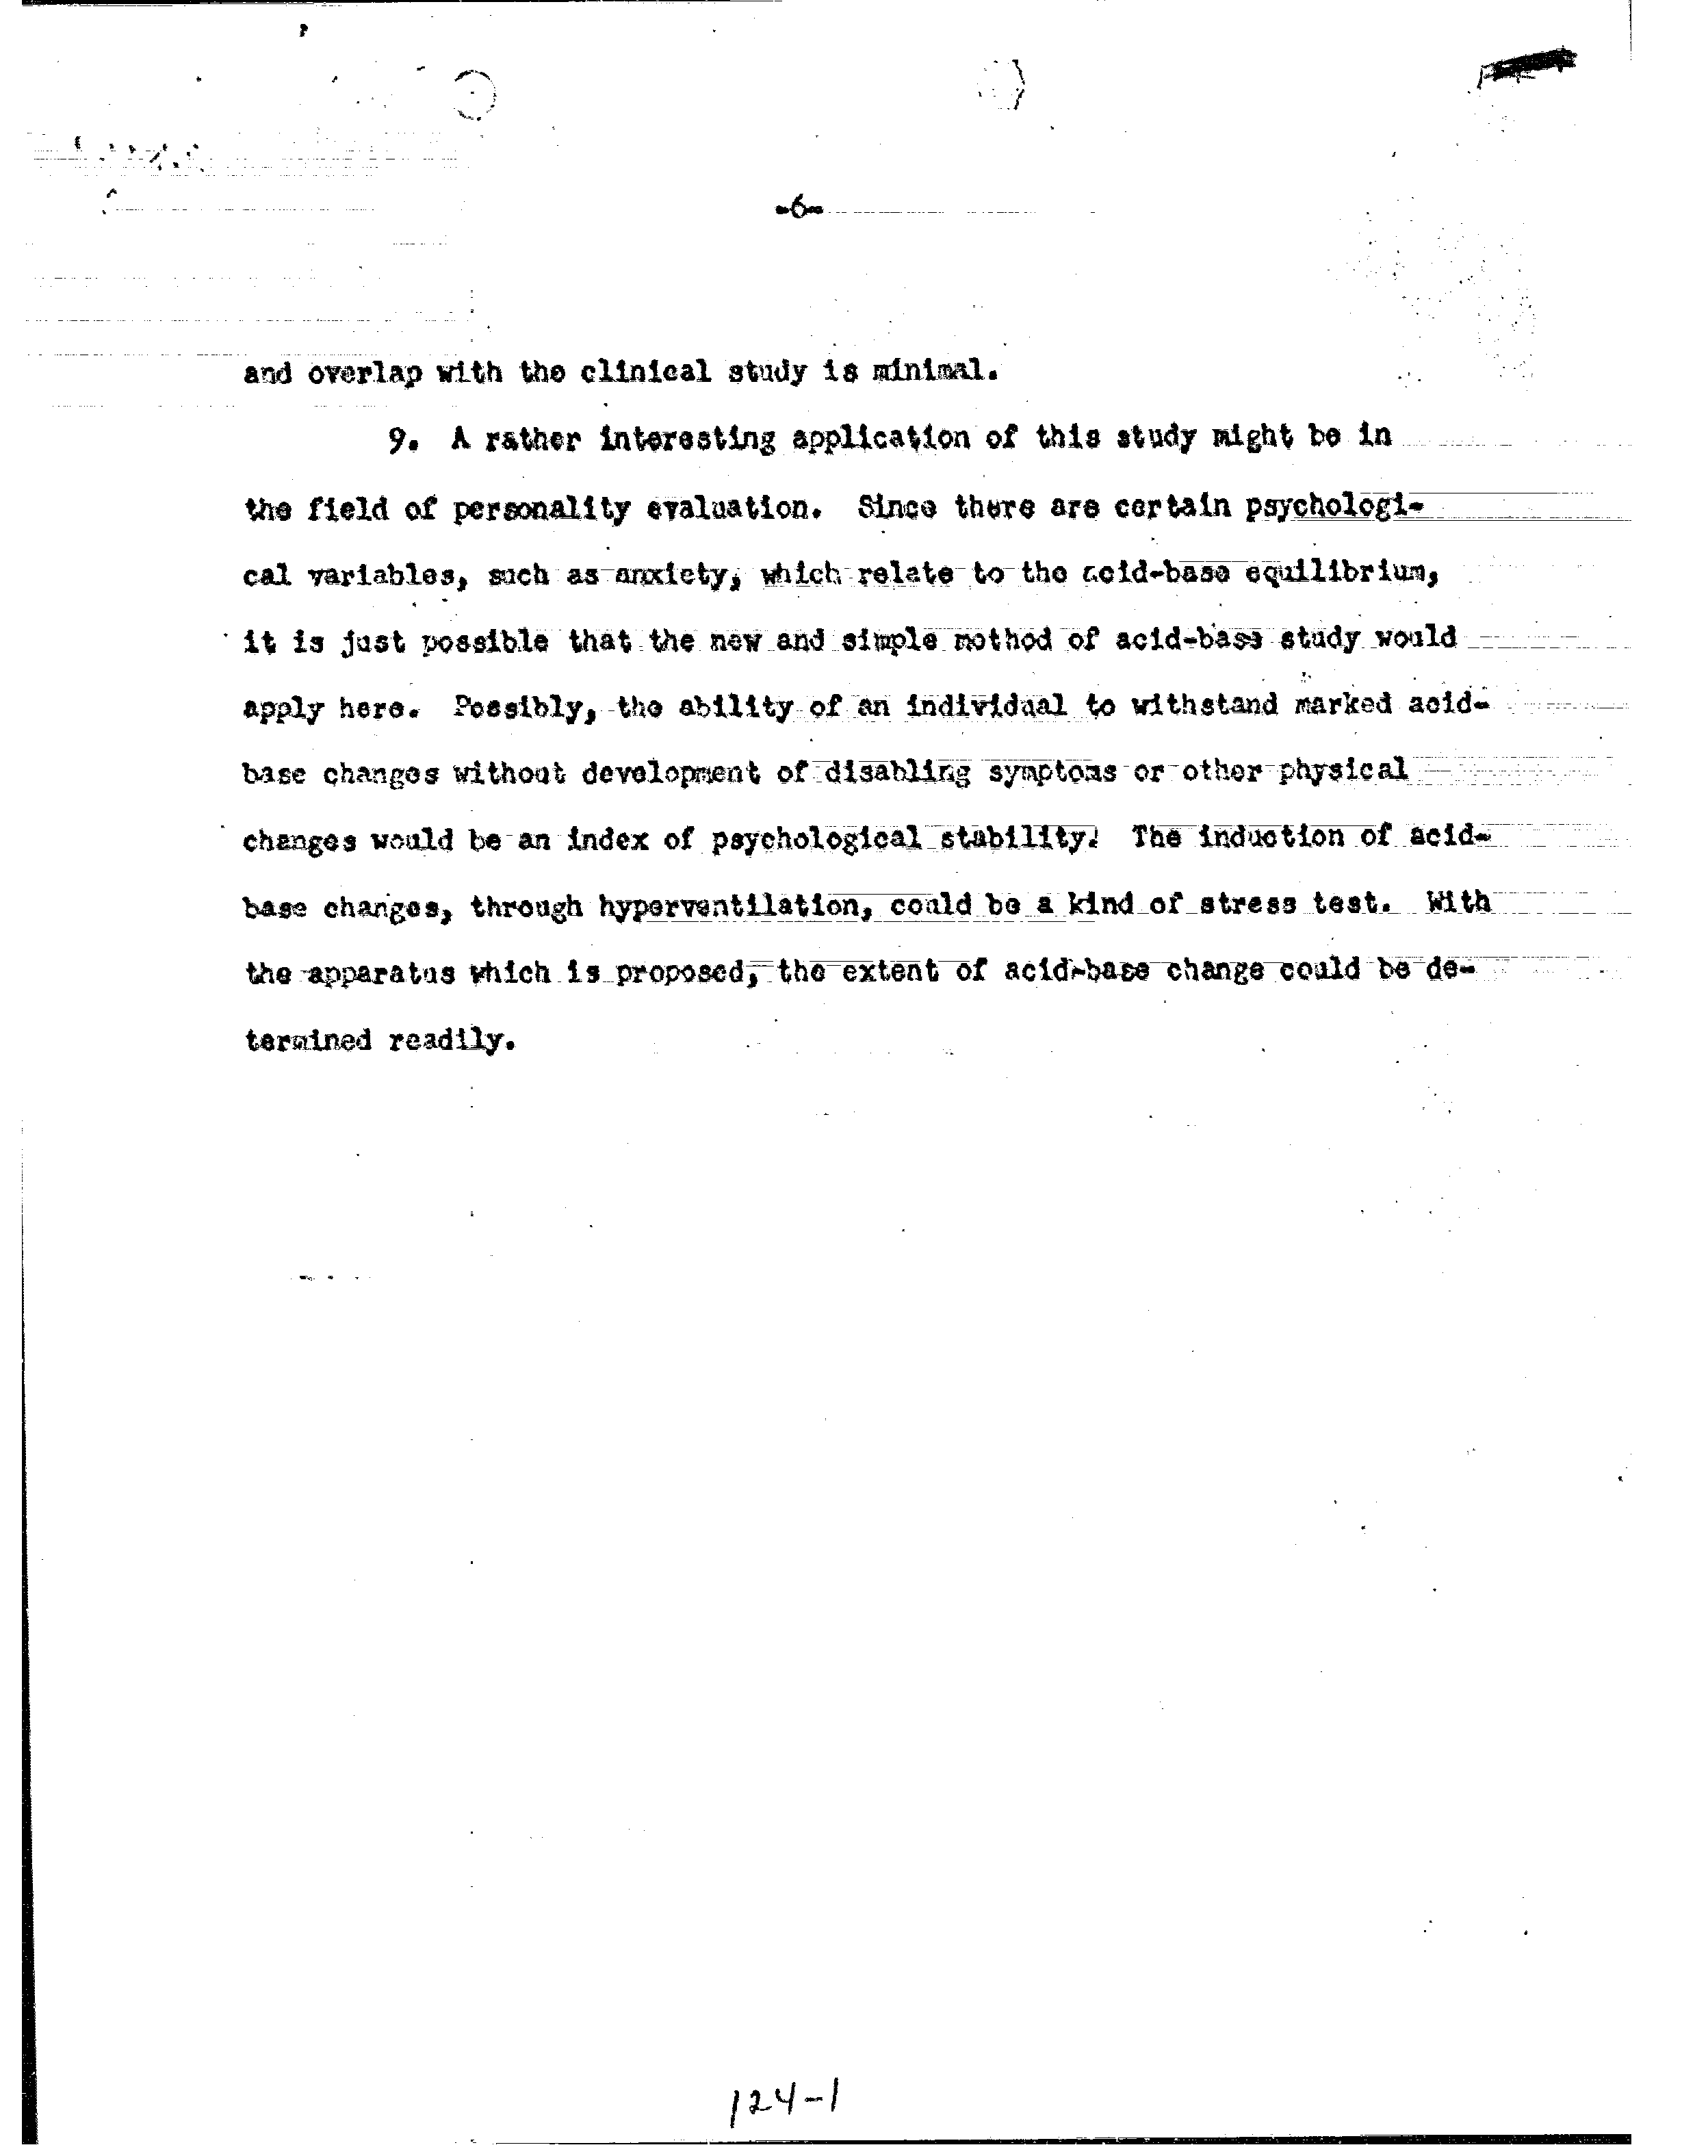 -6-
and overlap with the clinical study is minimal.
9. A rather interesting application of this study might be in
the field of personality evaluation. Since there are certain psychologi-
cal variables, such as anxiety, which relate to the acid-base equilibrium,
it is just possible that the new and simple method of acid-base study would
apply here. Possibly, the ability of an individual to withstand marked acid-
base changes without development of disabling symptoms or other physical
changes would be an index of psychological stability. The induction of acid-
base changes, through hyperventilation, could be a kind of stress test. With
the apparatus which is proposed, the extent of acid-base change could be de-
termined readily.
124-1